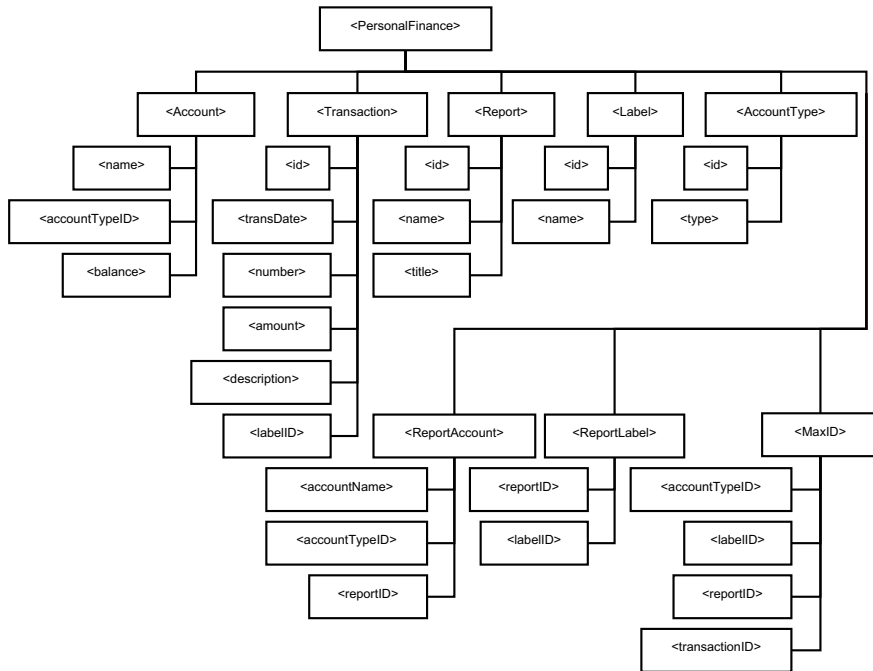 <PersonalFinance>
<Account>
<Transaction>
<Report>
<Label>
<AccountType>
<name>
<id>
<id>
<id>
<id>
<accountTypeID>
<transDate>
<name>
<name>
<type>
<balance>
<number>
<title>
<amount>
<description>
<labelID>
<ReportAccount>
<ReportLabel>
<MaxID>
<accountName>
<reportID>
<accountTypeID>
<accountTypeID>
<labelID>
<labelID>
<reportID>
<reportID>
<transactionID>